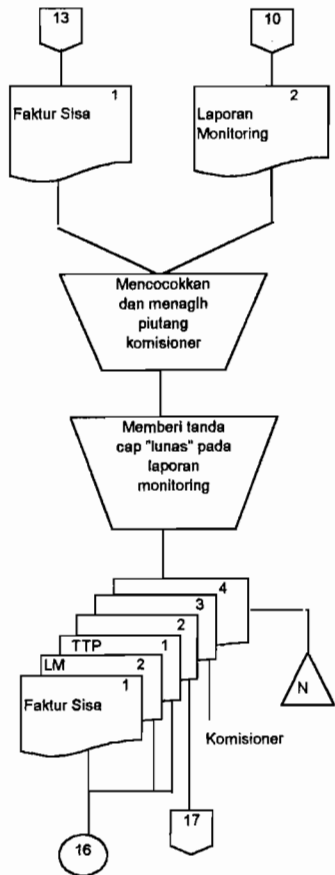 13
10
1
Faktur Sisa
2
Laporan
Monitoring
Mencocokkan
dan menagih
piutang
komisioner
Memberi tanda
cap "lunas" pada
laporan
monitoring
4
3
2
TTP 1
LM 2
1
Faktur Sisa
N
Komisioner
17
16